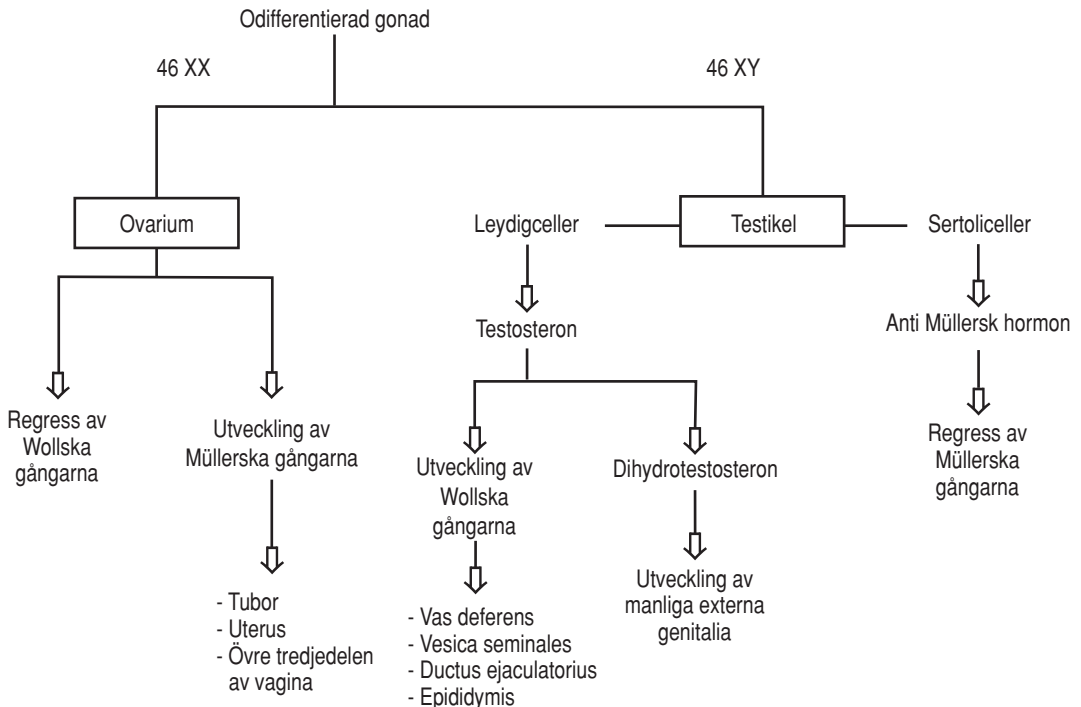 Odifferentierad gonad
46 XX
46 XY
Ovarium
Leydigceller
Testikel
Sertoliceller
Testosteron
Anti Müllersk hormon
Regress av
Wollska
gångarna
Utveckling av
Müllerska gångarna
Utveckling av
Wollska
gångarna
Dihydrotestosteron
Regress av
Müllerska
gångarna
- Tubor
- Uterus
- Övre tredjedelen
av vagina
- Vas deferens
- Vesica seminales
- Ductus ejaculatorius
- Epididymis
Utveckling av
manliga externa
genitalia